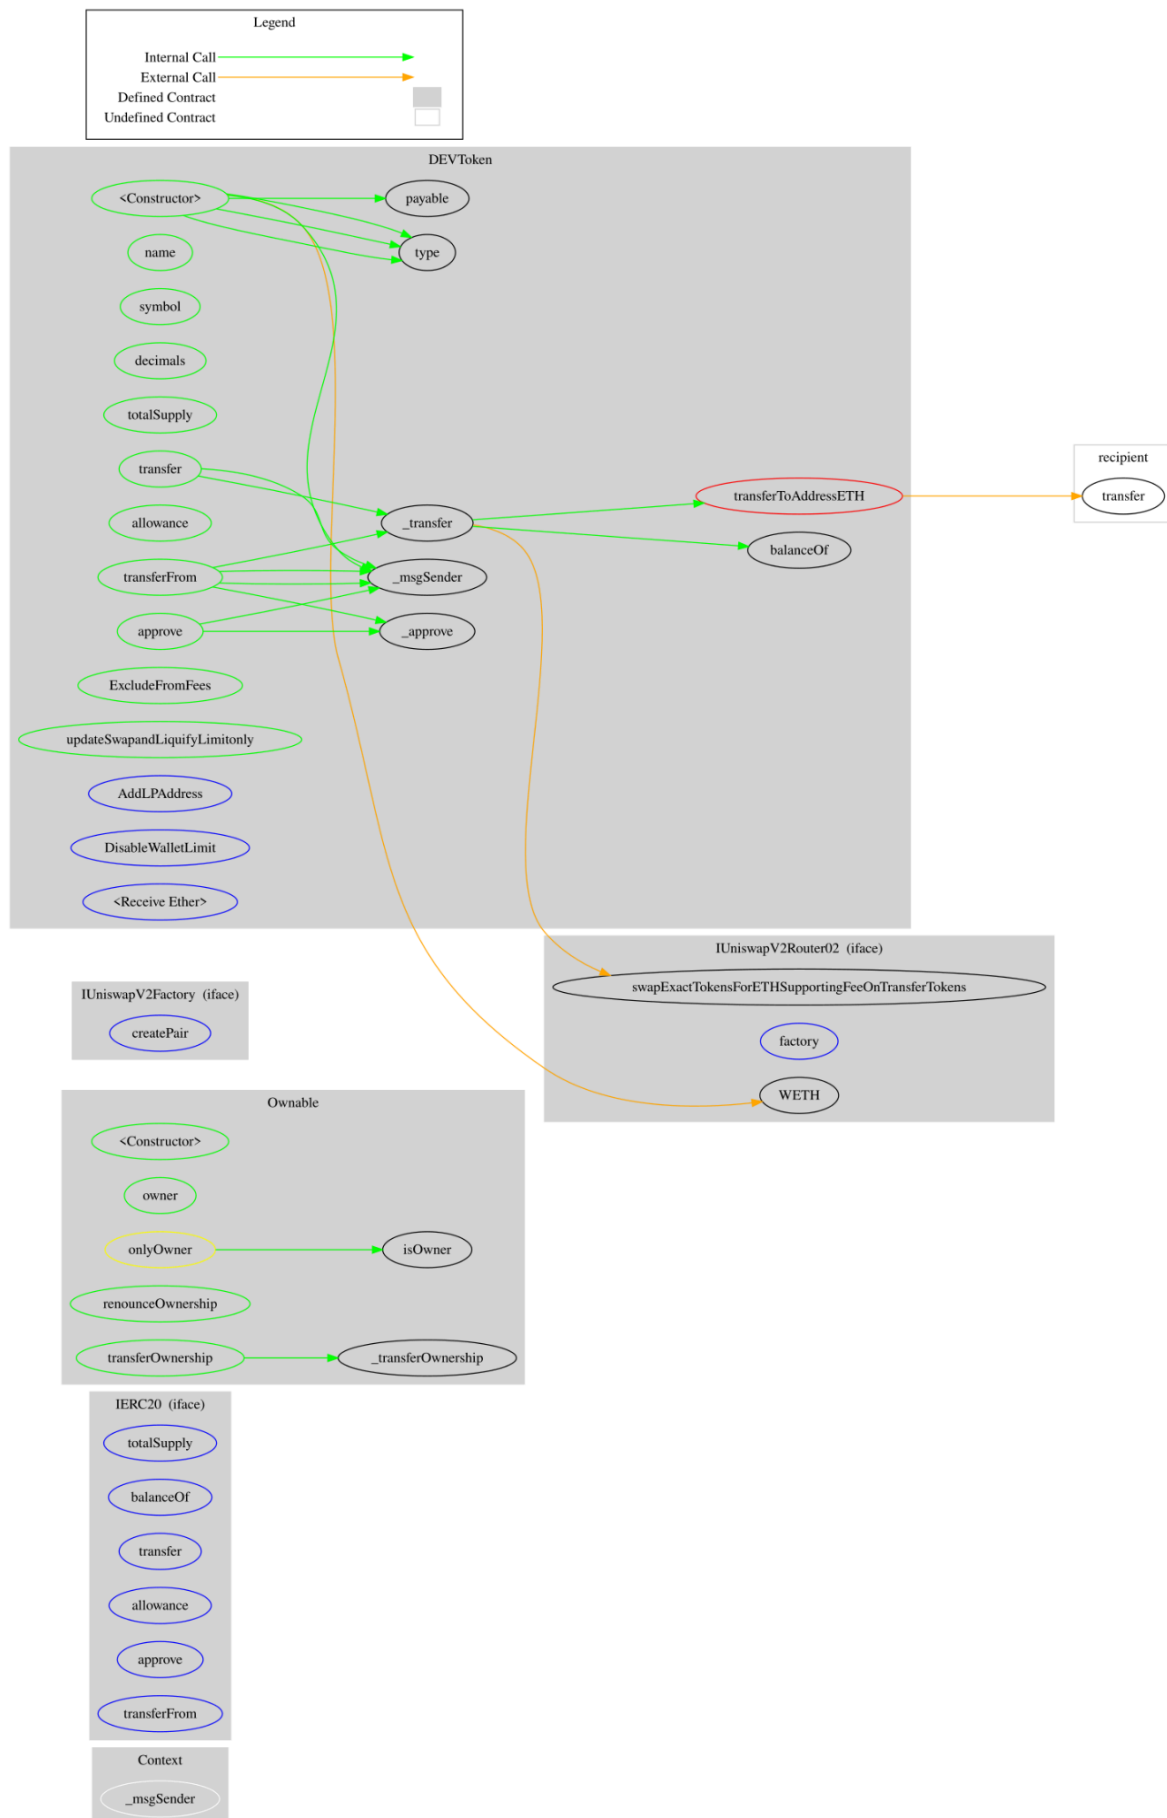 Legend
Internal Call
External Call
Defined Contract
Undefined Contract
DEVToken
<Constructor>
payable
type
name
symbol
decimals
totalSupply
transfer
allowance
transferFrom
approve
_transfer
_msgSender
_approve
transferToAddressETH
balanceOf
recipient
transfer
ExcludeFromFees
updateSwapandLiquifyLimitonly
AddLPAddress
DisableWalletLimit
<Receive Ether>
IUniswapV2Router02 (iface)
swapExactTokensForETHSupportingFeeOnTransferTokens
factory
WETH
IUniswapV2Factory (iface)
createPair
Ownable
<Constructor>
owner
onlyOwner
isOwner
renounceOwnership
transferOwnership
_transferOwnership
IERC20 (iface)
totalSupply
balanceOf
transfer
allowance
approve
transferFrom
Context
_msgSender